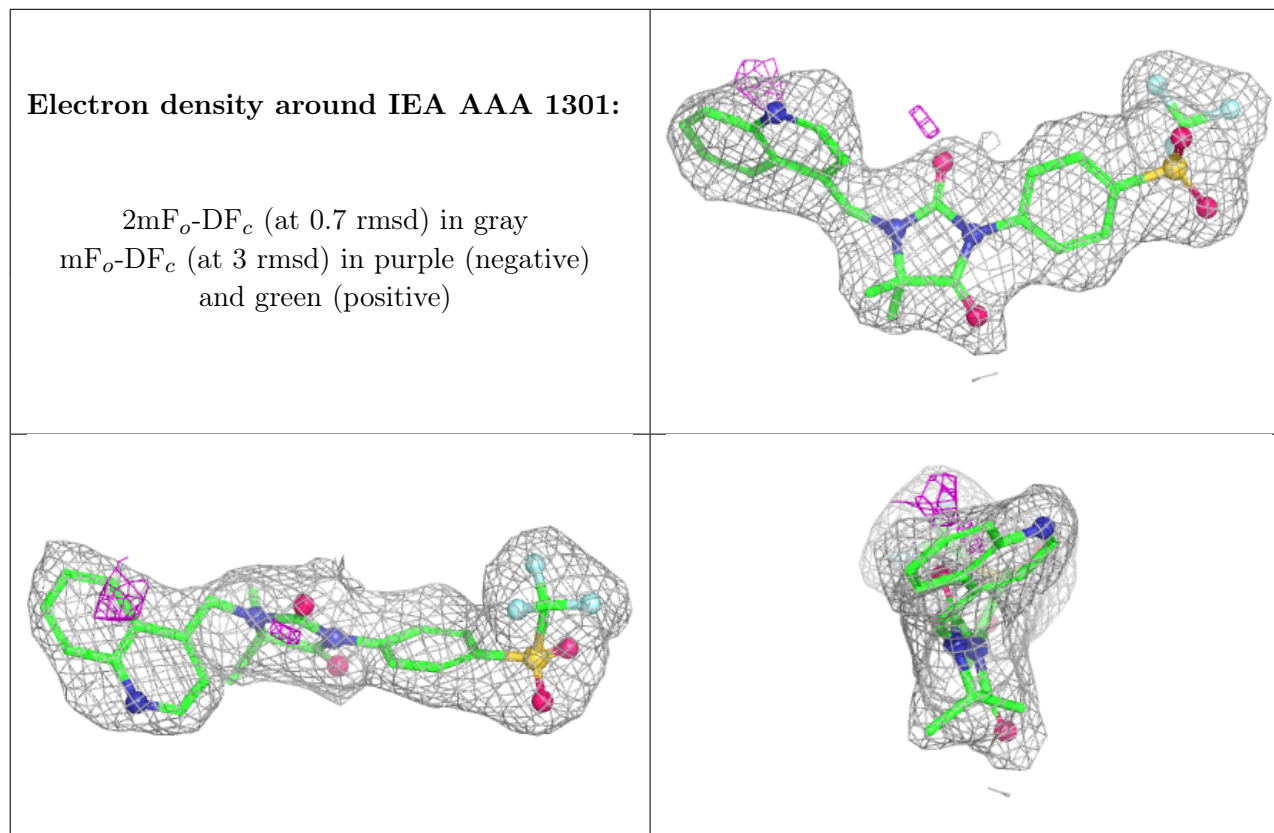 Electron density around IEA AAA 1301:
2mFo-DFc (at 0.7 rmsd) in gray
mFo-DFc (at 3 rmsd) in purple (negative)
and green (positive)